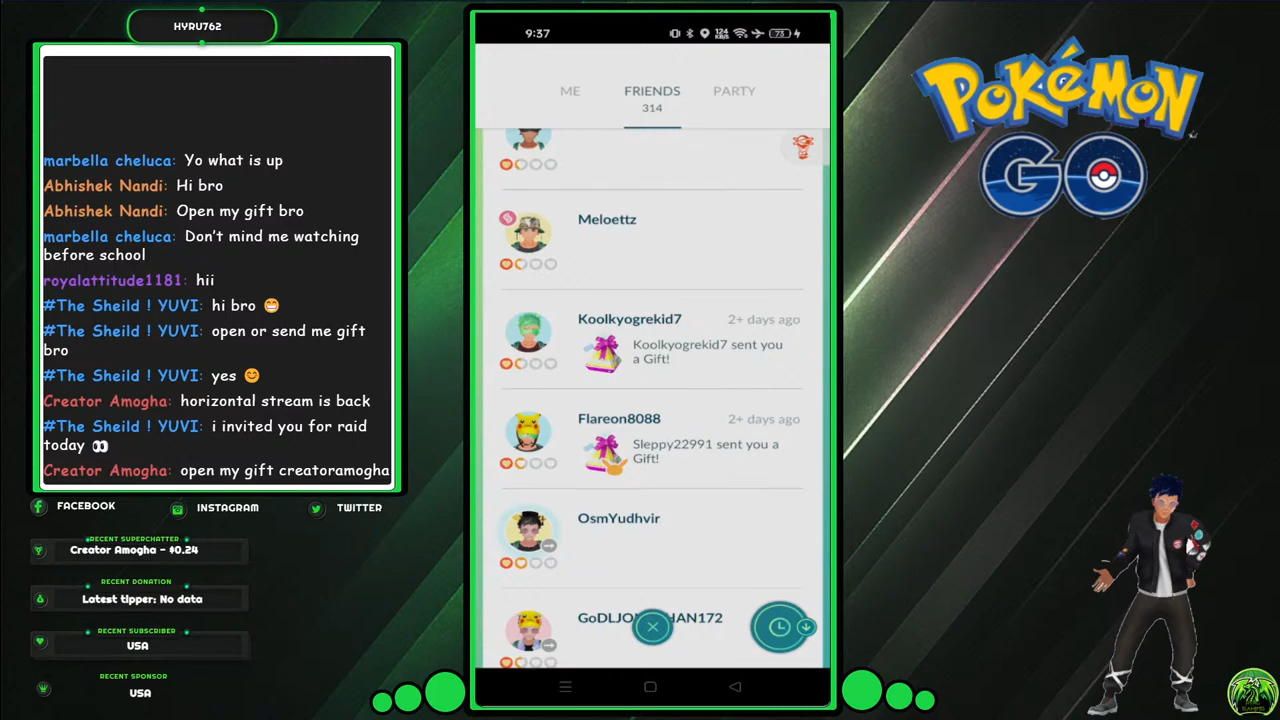 HYRU762
marbella cheluca: Yo what is up
Abhishek Nandi: Hi bro
Abhishek Nandi: Open my gift bro
marbella cheluca: Don't mind me watching
before school
royalattitude1181: hii
#The Sheild ! YUVI: hi bro 😁
#The Sheild ! YUVI: open or send me gift
bro
#The Sheild ! YUVI: yes 😊
Creator Amogha: horizontal stream is back
#The Sheild ! YUVI: i invited you for raid
today 👀
Creator Amogha: open my gift creatoramogha
FACEBOOK
INSTAGRAM
TWITTER
RECENT SUPERCHATTER
Creator Amogha - $0.24
RECENT DONATION
Latest tipper: No data
RECENT SUBSCRIBER
USA
RECENT SPONSOR
USA
9:37
124
KB/S
73
ME
FRIENDS
314
PARTY
Meloettz
Koolkyogrekid7
2+ days ago
Koolkyogrekid7 sent you
a Gift!
Flareon8088
2+ days ago
Sleppy22991 sent you a
Gift!
OsmYudhvir
POKéMON
GO